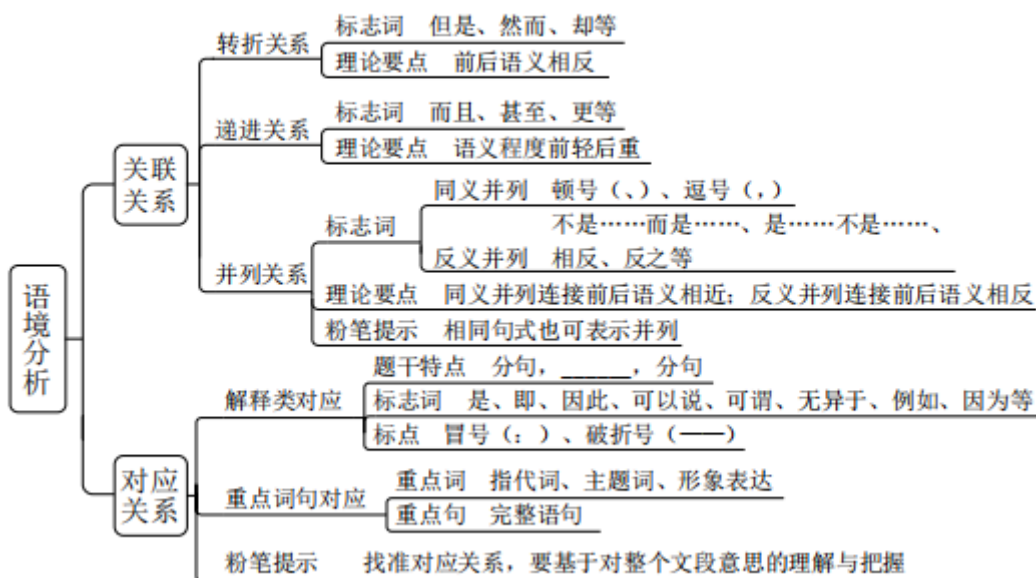 标志词 但是、然而、却等
转折关系
理论要点 前后语义相反
标志词 而且、甚至、更等
递进关系
理论要点 语义程度前轻后重
关联
关系
同义并列 顿号（、）、逗号（，）
标志词
不是……而是……、是……不是……、
反义并列 相反、反之等
并列关系
理论要点 同义并列连接前后语义相近；反义并列连接前后语义相反
粉笔提示 相同句式也可表示并列
语
境
分
析
题干特点 分句，______，分句
解释类对应
标志词 是、即、因此、可以说、可谓、无异于、例如、因为等
标点 冒号（：）、破折号（——）
对应
关系
重点词 指代词、主题词、形象表达
重点词句对应
重点句 完整语句
粉笔提示 找准对应关系，要基于对整个文段意思的理解与把握